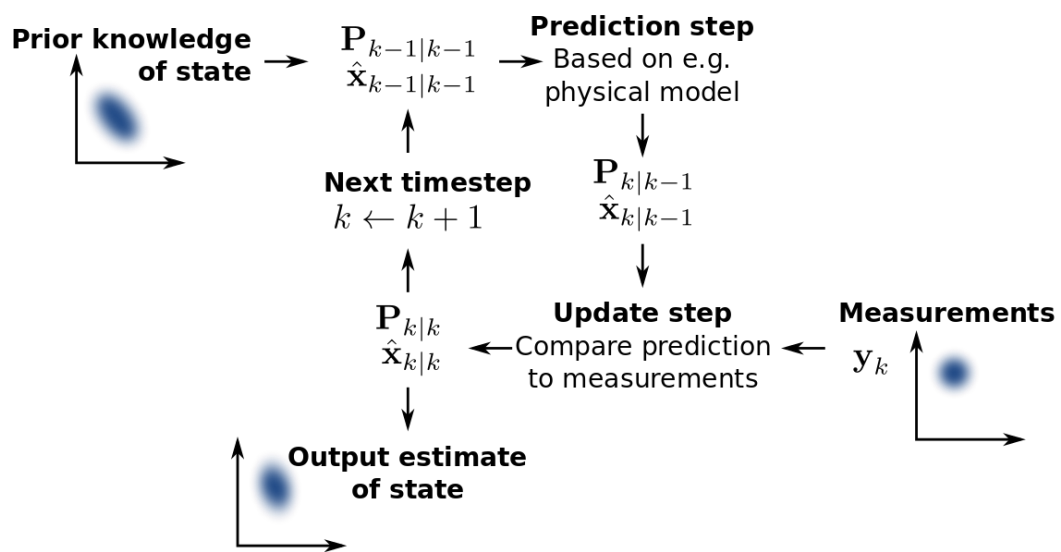 Prior knowledge
of state
P_{k−1|k−1}
x̂_{k−1|k−1}
Prediction step
Based on e.g.
physical model
P_{k|k−1}
x̂_{k|k−1}
Next timestep
k ← k + 1
P_{k|k}
x̂_{k|k}
Update step
Compare prediction
to measurements
Measurements
y_k
Output estimate
of state